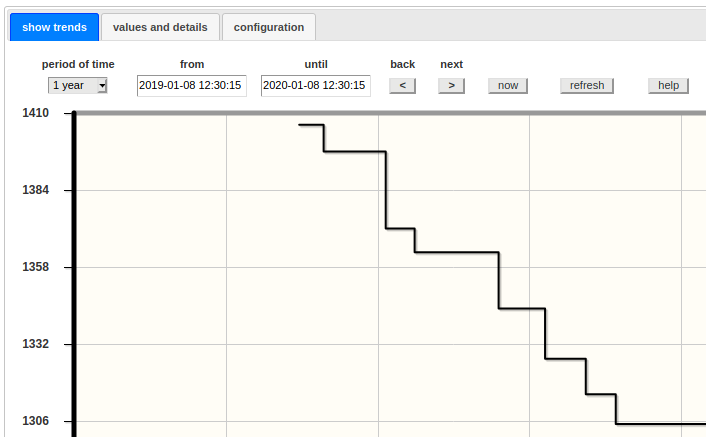 show trends values and details configuration
period of time from until back next
1 year 2019-01-08 12:30:15 2020-01-08 12:30:15 < > now refresh help
1410
1384
1358
1332
1306